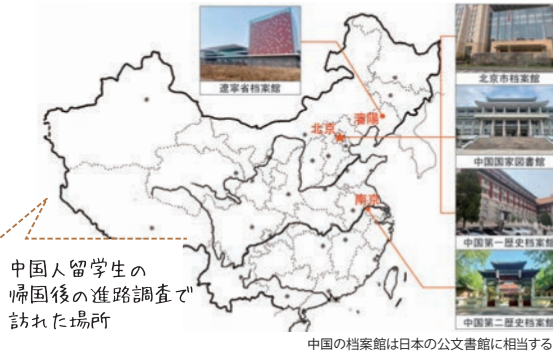 遼寧省档案館
北京市档案館
瀋陽
北京
中国国家図書館
南京
中国第一歴史档案館
中国人留学生の
帰国後の進路調査で
訪れた場所
中国第二歴史档案館
中国の档案館は日本の公文書館に相当する